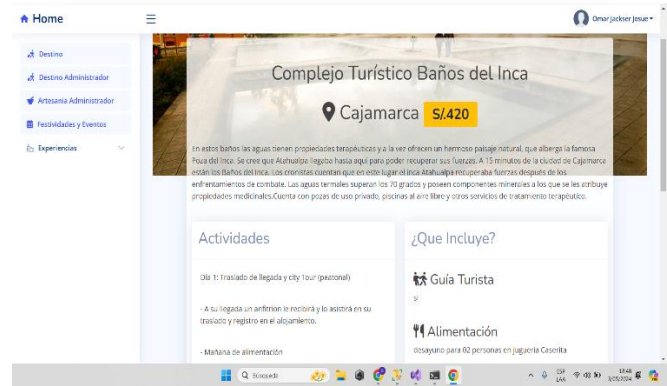 Home
Omar jackser Josue
Destino
Destino Administrador
Artesania Administrador
Festividades y Eventos
Experiencias
Complejo Turístico Baños del Inca
Cajamarca S/.420
En estos baños las aguas tienen propiedades terapéuticas y a la vez ofrecen un hermoso paisaje natural, que alberga la famosa
Poza del Inca. Se cree que Atahualpa llegaba hasta aquí para poder recuperar sus fuerzas. A 15 minutos de la ciudad de Cajamarca
están los Baños del Inca. Los cronistas cuentan que en este lugar el inca Atahualpa recuperaba fuerzas después de los
enfrentamientos de combate. Las aguas termales superan los 70 grados y poseen componentes minerales a los que se les atribuye
propiedades medicinales.Cuenta con pozas de uso privado, piscinas al aire libre y otros servicios de tratamiento terapéutico.
Actividades
Día 1: Traslado de llegada y city Tour (peatonal)
- A su llegada un anfitrion le recibirá y lo asistirá en su
traslado y registro en el alojamiento.
- Mañana de alimentación
¿Que Incluye?
Guía Turista
si
Alimentación
desayuno para 02 personas en jugueria Caserita
Búsqueda
ESP
LAA
18:48